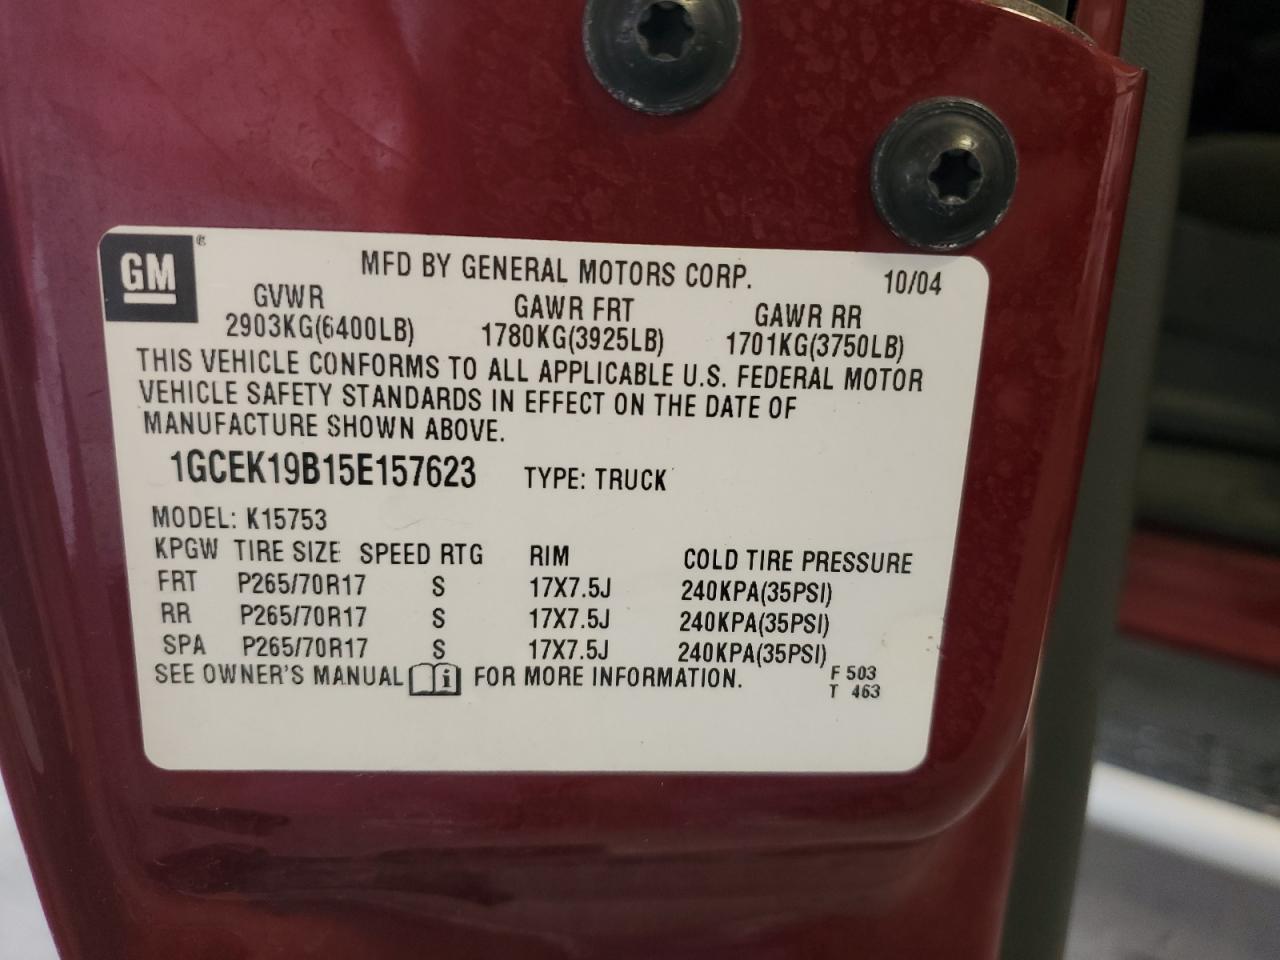 GM®
MFD BY GENERAL MOTORS CORP. 10/04
GVWR GAWR FRT GAWR RR
2903KG(6400LB) 1780KG(3925LB) 1701KG(3750LB)
THIS VEHICLE CONFORMS TO ALL APPLICABLE U.S. FEDERAL MOTOR
VEHICLE SAFETY STANDARDS IN EFFECT ON THE DATE OF
MANUFACTURE SHOWN ABOVE.
1GCEK19B15E157623 TYPE: TRUCK
MODEL: K15753
KPGW TIRE SIZE SPEED RTG RIM COLD TIRE PRESSURE
FRT P265/70R17 S 17X7.5J 240KPA(35PSI)
RR P265/70R17 S 17X7.5J 240KPA(35PSI)
SPA P265/70R17 S 17X7.5J 240KPA(35PSI)
SEE OWNER'S MANUAL i FOR MORE INFORMATION. F 503
T 463